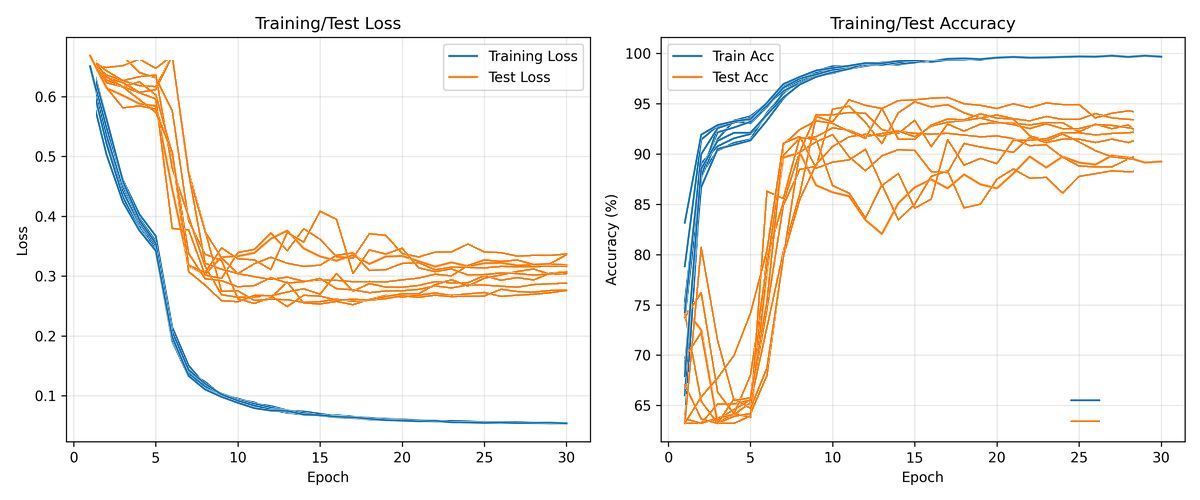 Training/Test Loss
Training Loss
Test Loss
Loss
0.6
0.5
0.4
0.3
0.2
0.1
0 5 10 15 20 25 30
Epoch
Training/Test Accuracy
Train Acc
Test Acc
Accuracy (%)
100
95
90
85
80
75
70
65
0 5 10 15 20 25 30
Epoch